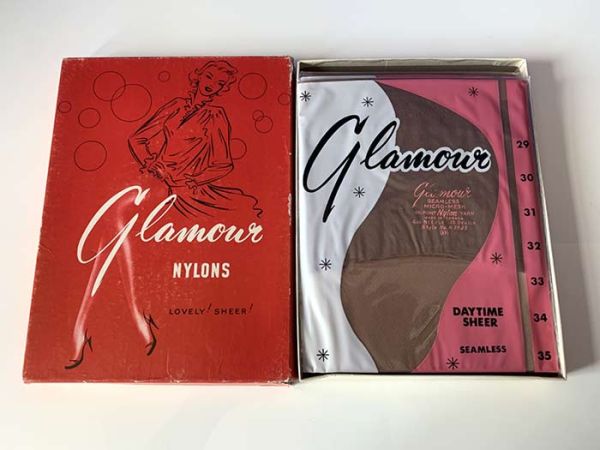 Glamour
NYLONS
LOVELY! SHEER!
Glamour
Glamour
SEAMLESS
MICRO-MESH
Nylon YARN
DAYTIME
SHEER
SEAMLESS
29
30
31
32
33
34
35